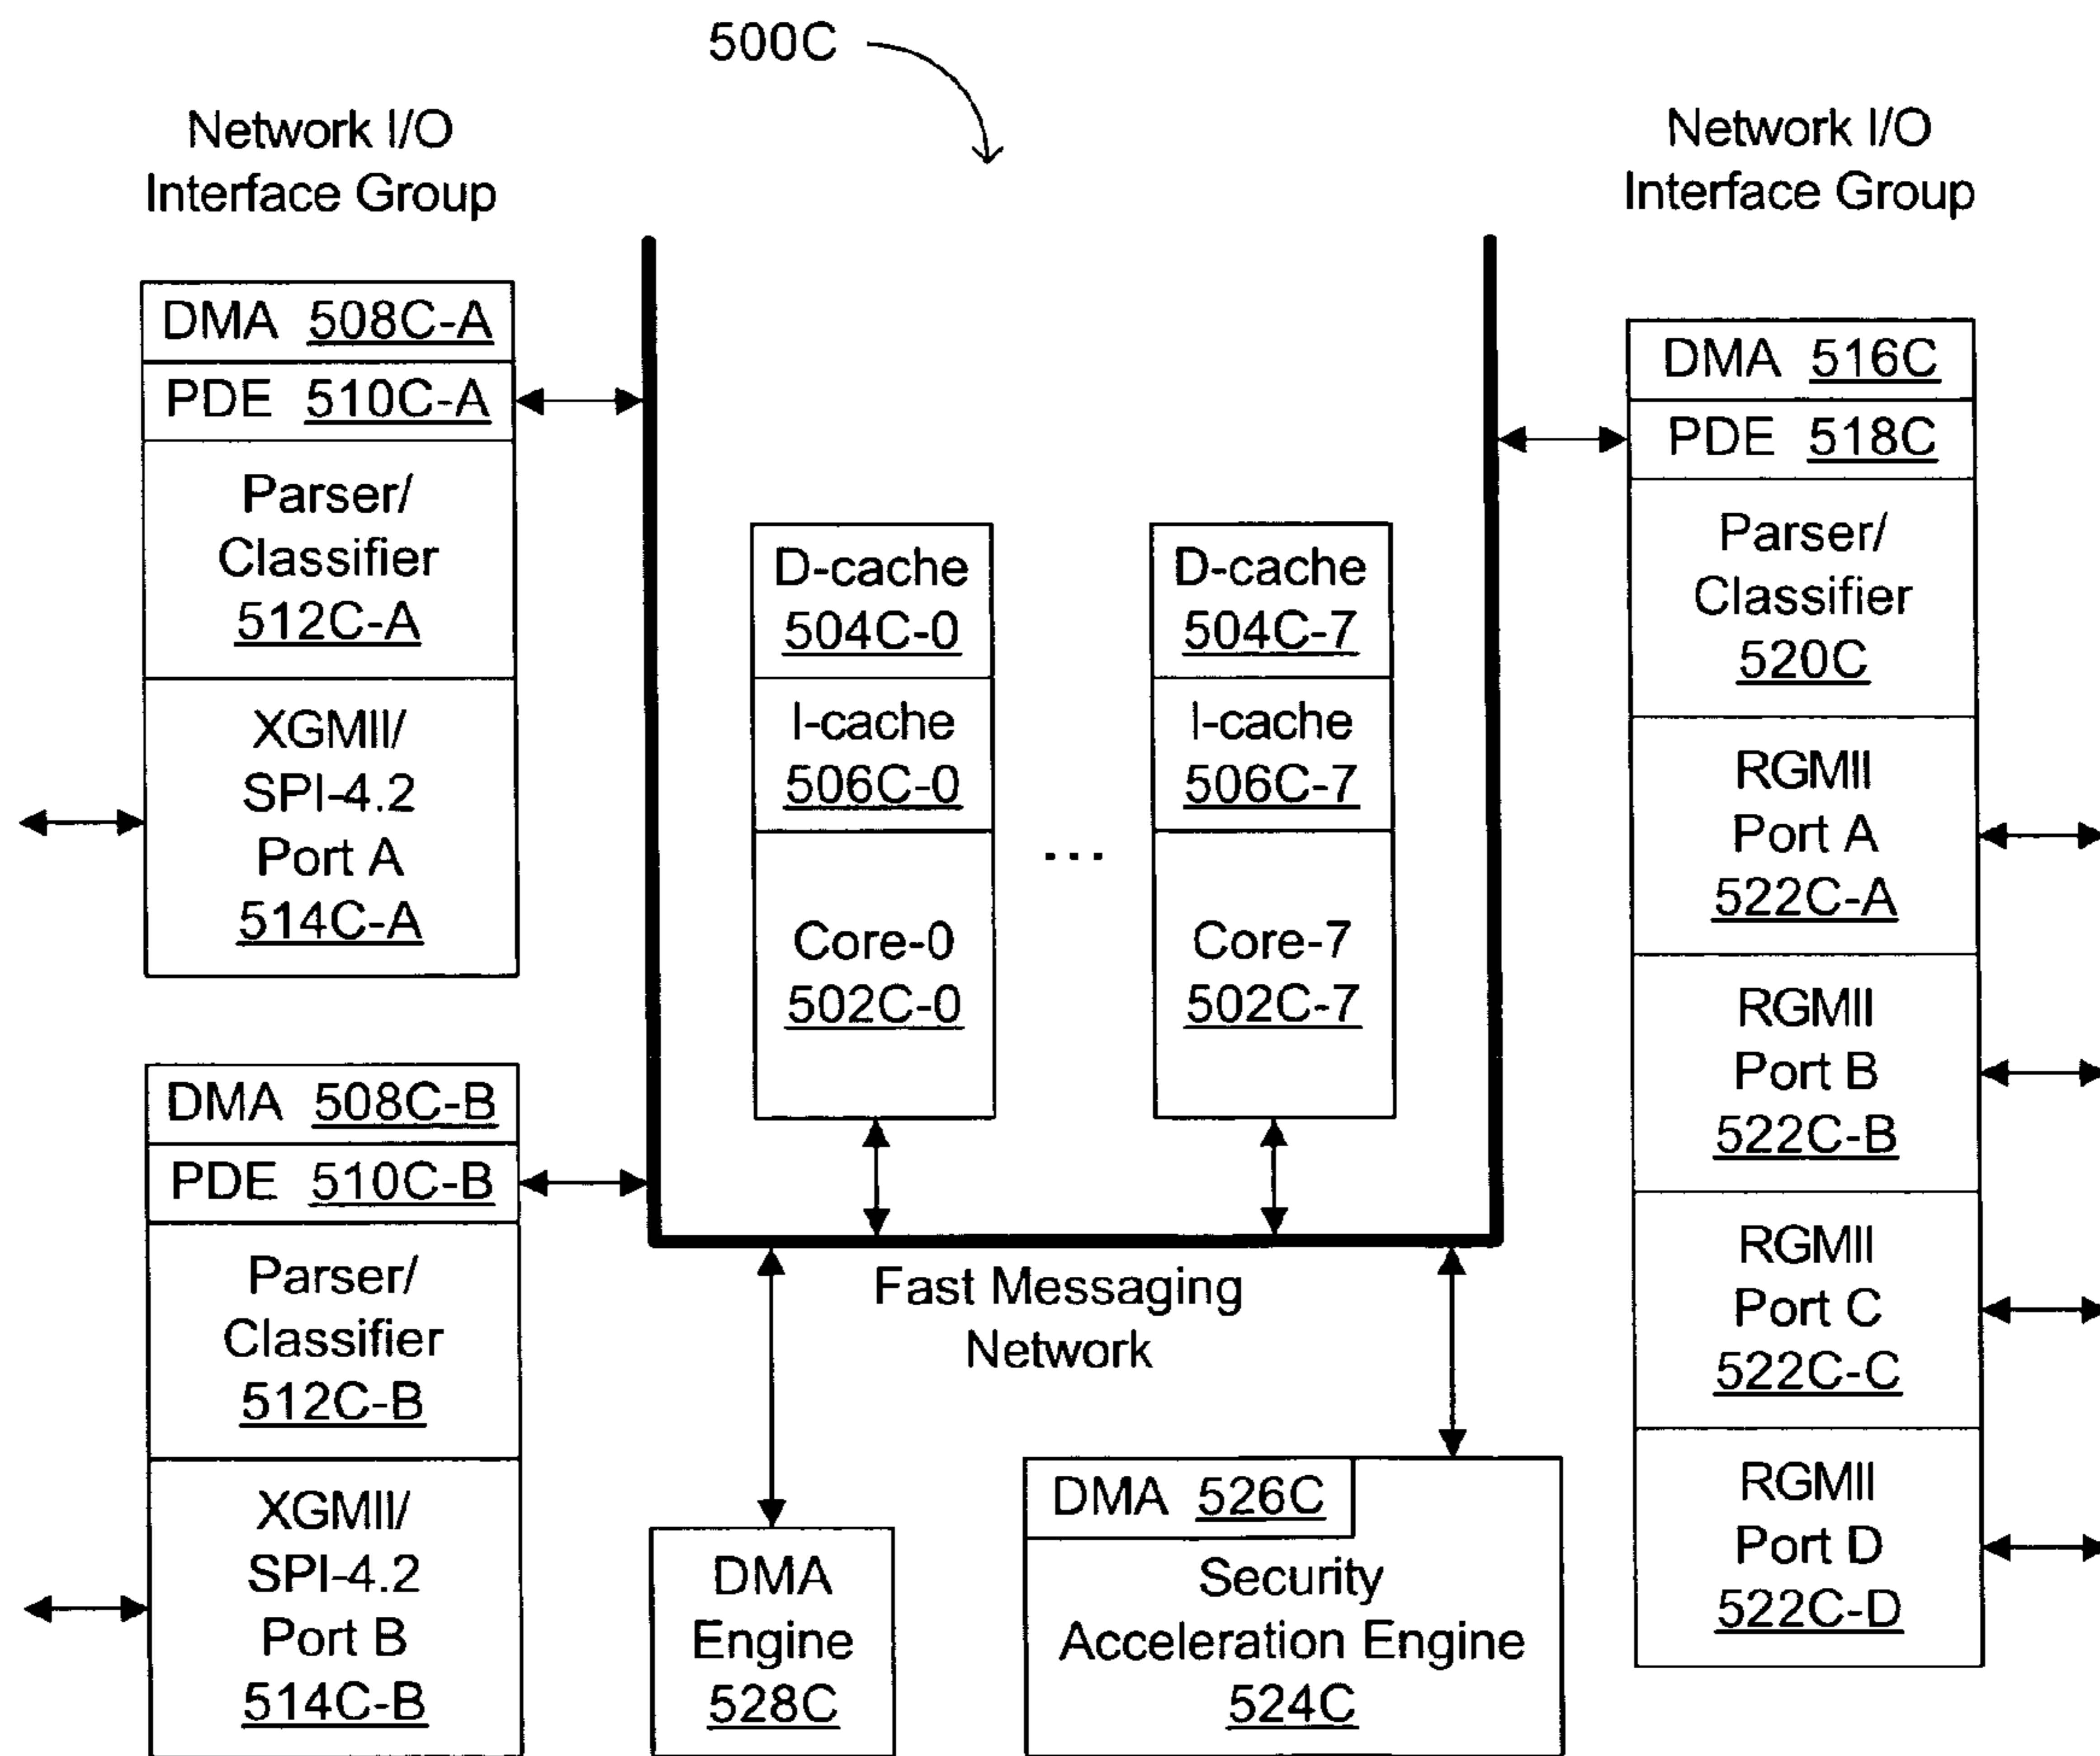 500C
Network I/O
Interface Group
DMA 508C-A
PDE 510C-A
Parser/
Classifier
512C-A
XGMII/
SPI-4.2
Port A
514C-A
DMA 508C-B
PDE 510C-B
Parser/
Classifier
512C-B
XGMII/
SPI-4.2
Port B
514C-B
D-cache
504C-0
I-cache
506C-0
Core-0
502C-0
...
D-cache
504C-7
I-cache
506C-7
Core-7
502C-7
Fast Messaging
Network
DMA
Engine
528C
DMA 526C
Security
Acceleration Engine
524C
Network I/O
Interface Group
DMA 516C
PDE 518C
Parser/
Classifier
520C
RGMII
Port A
522C-A
RGMII
Port B
522C-B
RGMII
Port C
522C-C
RGMII
Port D
522C-D